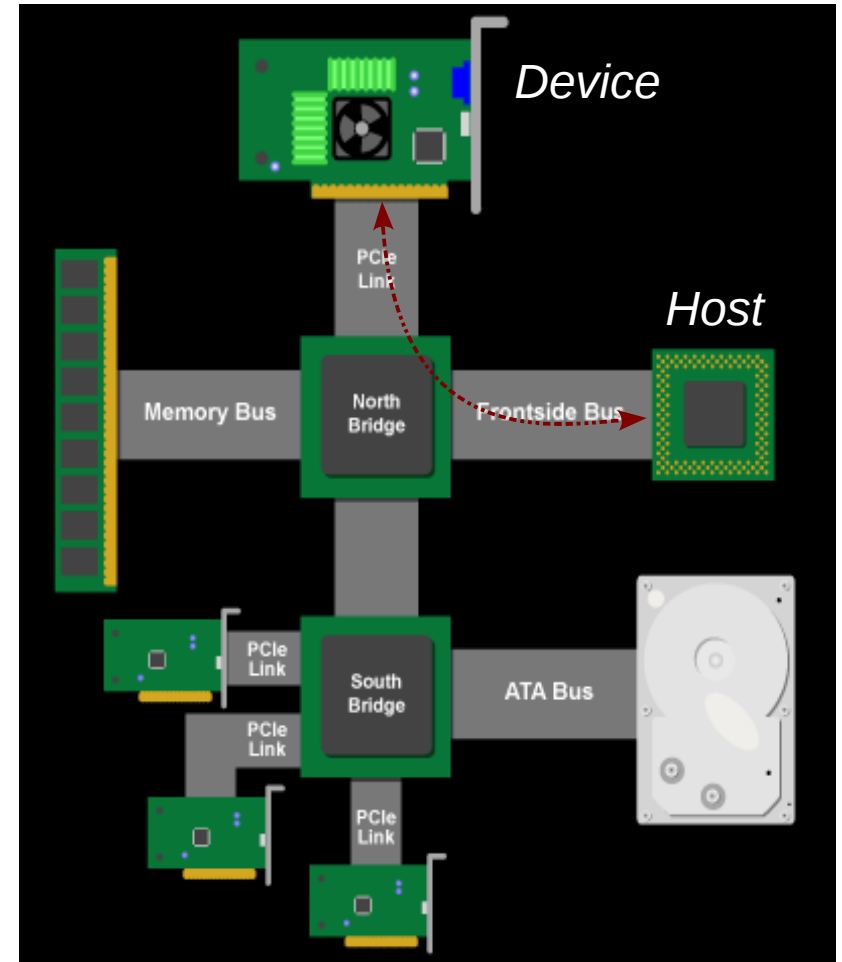 Device
PCIe
Link
Host
Memory Bus
North
Bridge
Frontside Bus
PCIe
Link
South
Bridge
ATA Bus
PCIe
Link
PCIe
Link